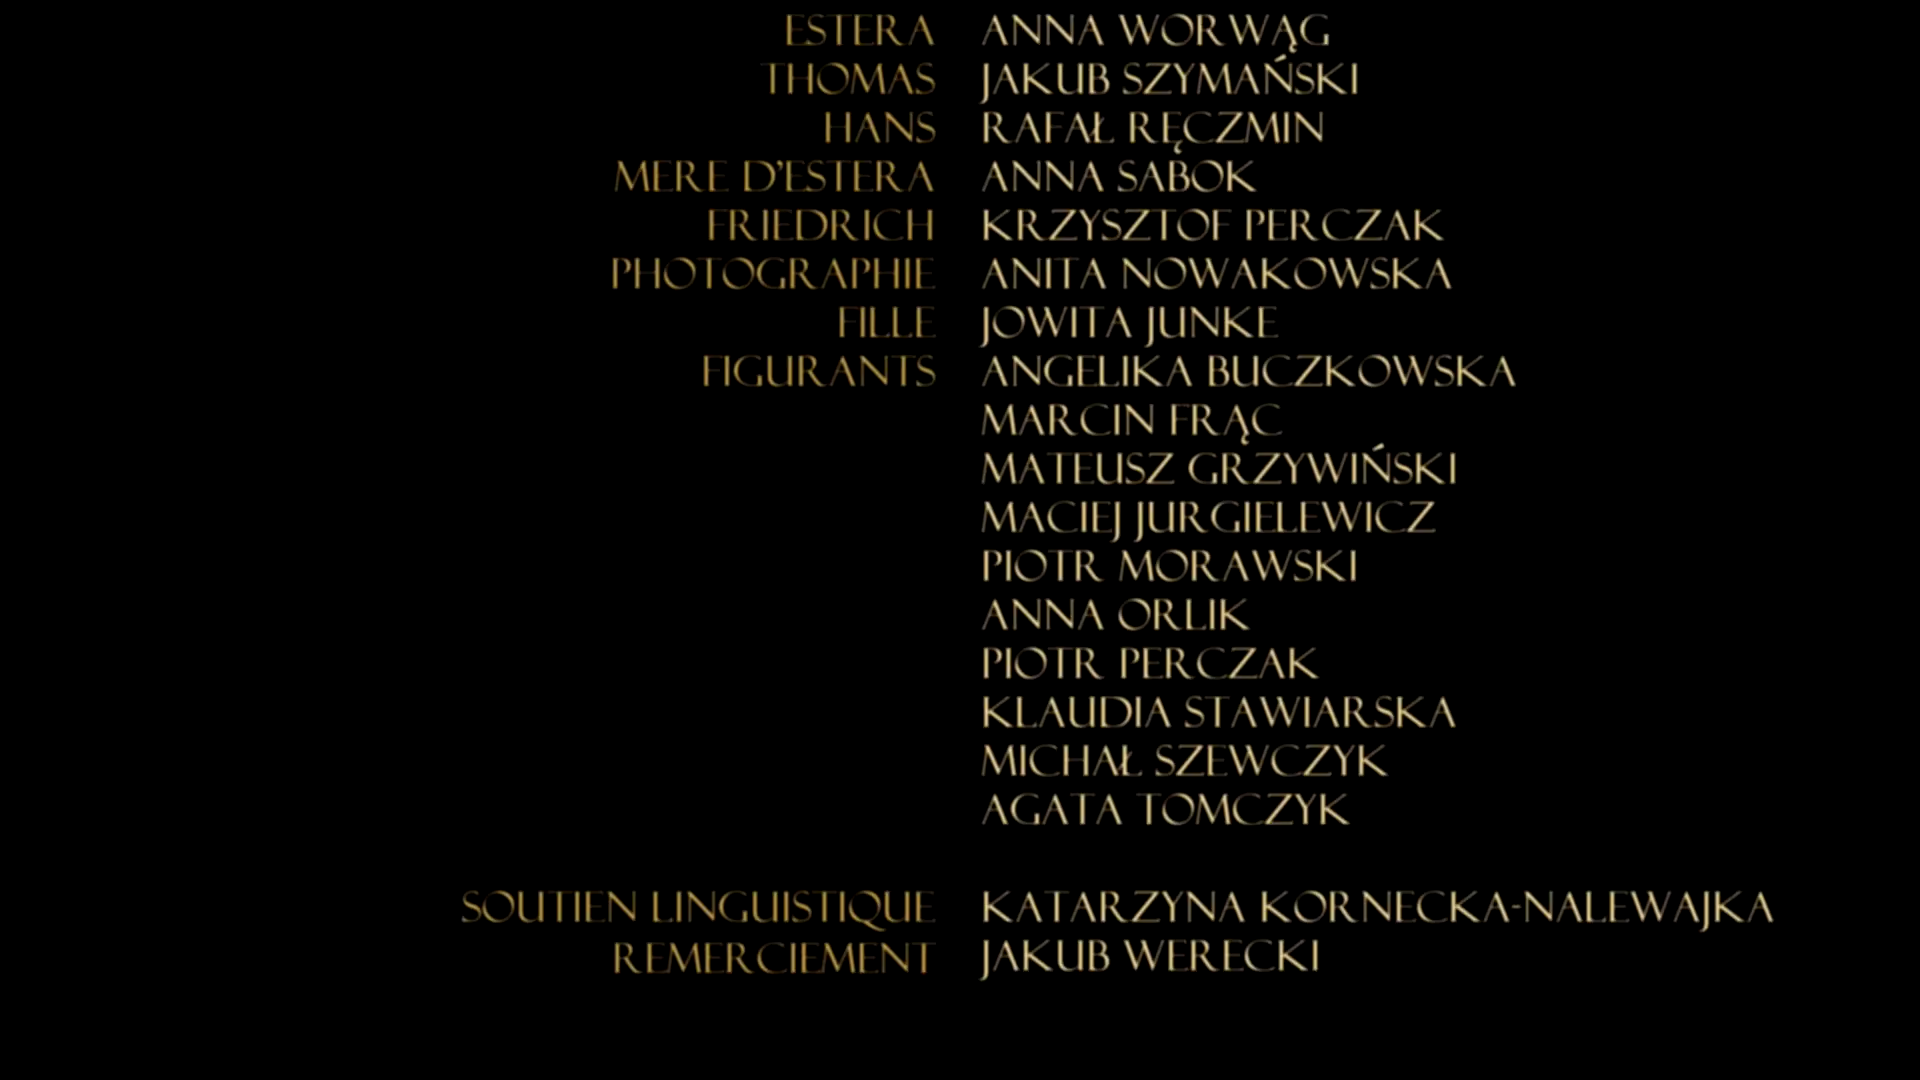 ESTERA ANNA WORWĄG
THOMAS JAKUB SZYMAŃSKI
HANS RAFAŁ RĘCZMIN
MERE D'ESTERA ANNA SABOK
FRIEDRICH KRZYSZTOF PERCZAK
PHOTOGRAPHIE ANITA NOWAKOWSKA
FILLE JOWITA JUNKE
FIGURANTS ANGELIKA BUCZKOWSKA
MARCIN FRĄC
MATEUSZ GRZYWIŃSKI
MACIEJ JURGIELEWICZ
PIOTR MORAWSKI
ANNA ORLIK
PIOTR PERCZAK
KLAUDIA STAWIARSKA
MICHAŁ SZEWCZYK
AGATA TOMCZYK
SOUTIEN LINGUISTIQUE KATARZYNA KORNECKA-NALEWAJKA
REMERCIEMENT JAKUB WERECKI